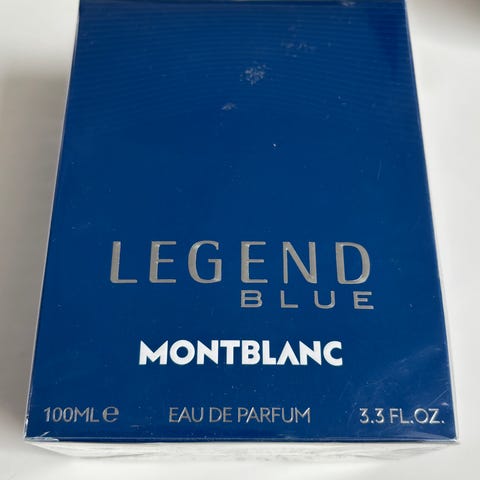 LEGEND
BLUE
MONTBLANC
100ML ℮ EAU DE PARFUM 3.3 FL.OZ.